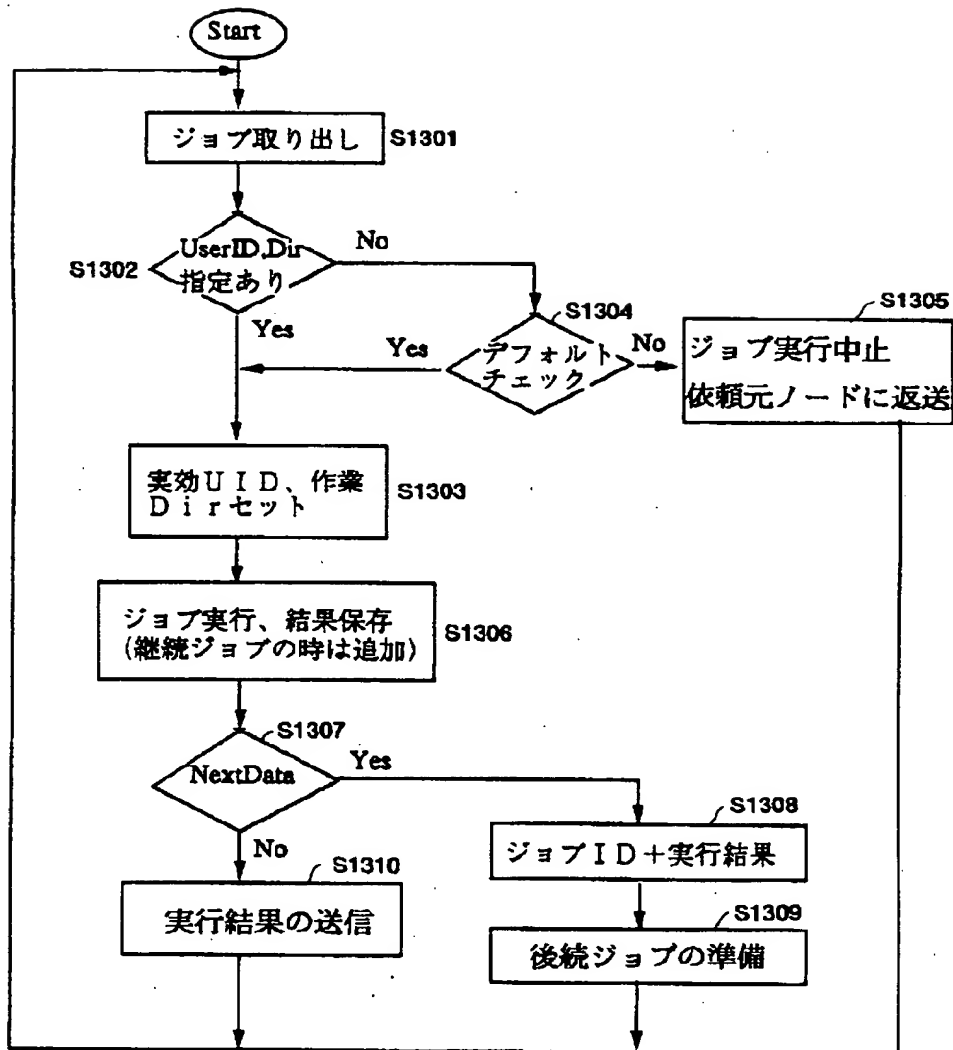 Start
ジョブ取り出し
S1301
UserID,Dir
指定あり
S1302
No
Yes
S1304
デフォルト
チェック
Yes
No
S1305
ジョブ実行中止
依頼元ノードに返送
実効UID、作業
Dirセット
S1303
ジョブ実行、結果保存
(継続ジョブの時は追加)
S1306
S1307
NextData
Yes
No
S1308
ジョブID+実行結果
S1309
後続ジョブの準備
S1310
実行結果の送信